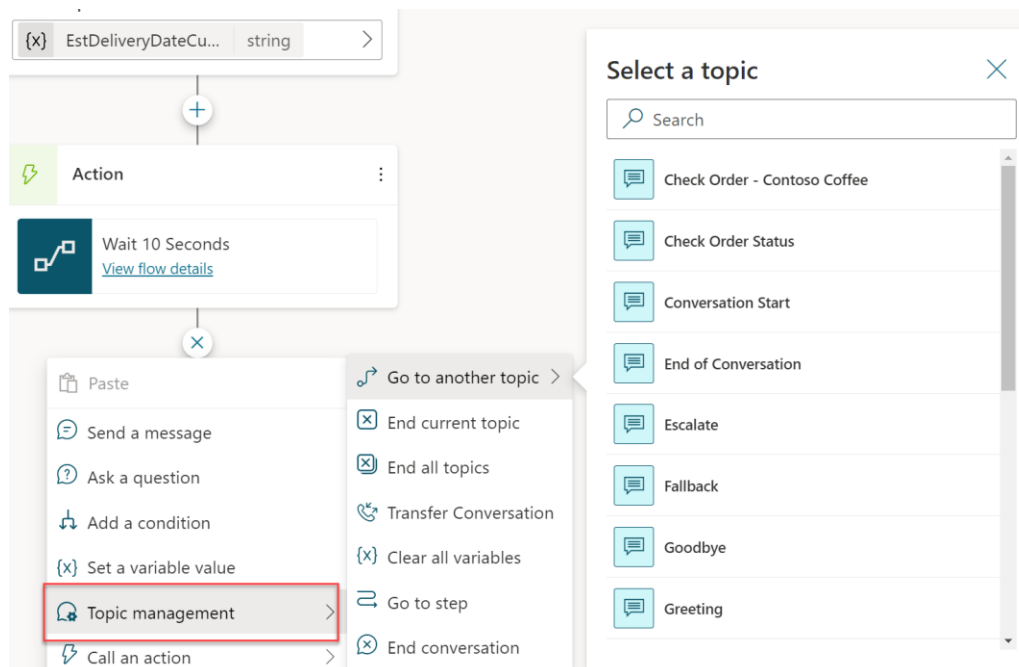 {x} EstDeliveryDateCu... string
Action
Wait 10 Seconds
View flow details
Paste
Send a message
Ask a question
Add a condition
{x} Set a variable value
Topic management
Call an action
Go to another topic
End current topic
End all topics
Transfer Conversation
{x} Clear all variables
Go to step
End conversation
Select a topic
Search
Check Order - Contoso Coffee
Check Order Status
Conversation Start
End of Conversation
Escalate
Fallback
Goodbye
Greeting